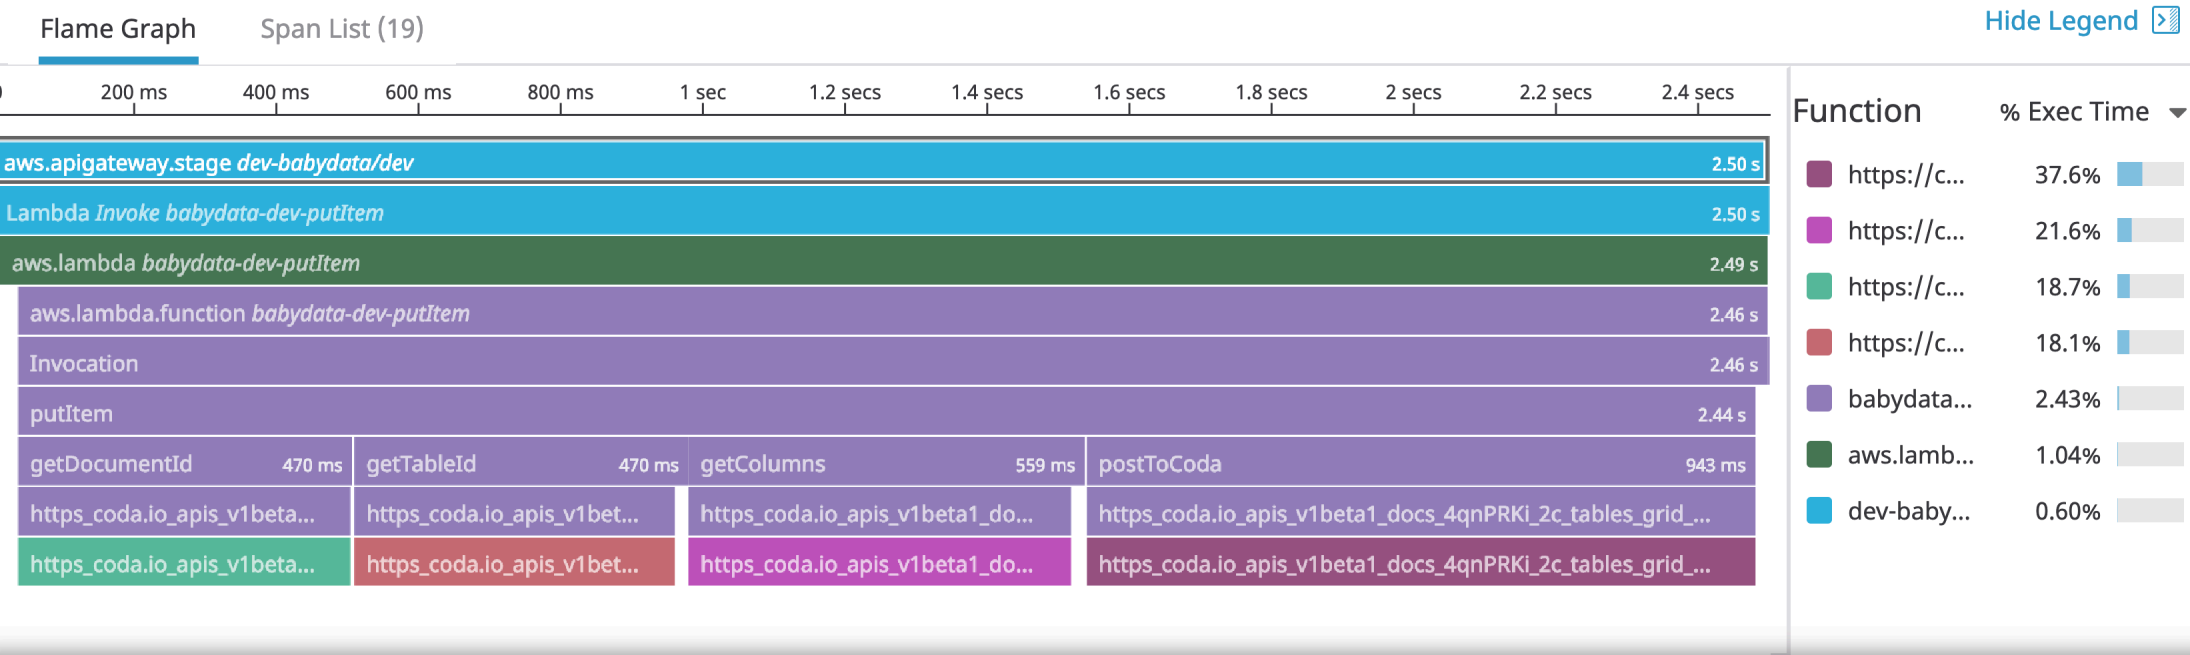 Flame Graph Span List (19) Hide Legend
200 ms 400 ms 600 ms 800 ms 1 sec 1.2 secs 1.4 secs 1.6 secs 1.8 secs 2 secs 2.2 secs 2.4 secs
Function % Exec Time
aws.apigateway.stage dev-babydata/dev 2.50 s
Lambda Invoke babydata-dev-putItem 2.50 s
aws.lambda babydata-dev-putItem 2.49 s
aws.lambda.function babydata-dev-putItem 2.46 s
Invocation 2.46 s
putItem 2.44 s
getDocumentId 470 ms getTableId 470 ms getColumns 559 ms postToCoda 943 ms
https_coda.io_apis_v1beta... https_coda.io_apis_v1bet... https_coda.io_apis_v1beta1_do... https_coda.io_apis_v1beta1_docs_4qnPRKi_2c_tables_grid_...
https_coda.io_apis_v1beta... https_coda.io_apis_v1bet... https_coda.io_apis_v1beta1_do... https_coda.io_apis_v1beta1_docs_4qnPRKi_2c_tables_grid_...
https://c... 37.6%
https://c... 21.6%
https://c... 18.7%
https://c... 18.1%
babydata... 2.43%
aws.lamb... 1.04%
dev-baby... 0.60%